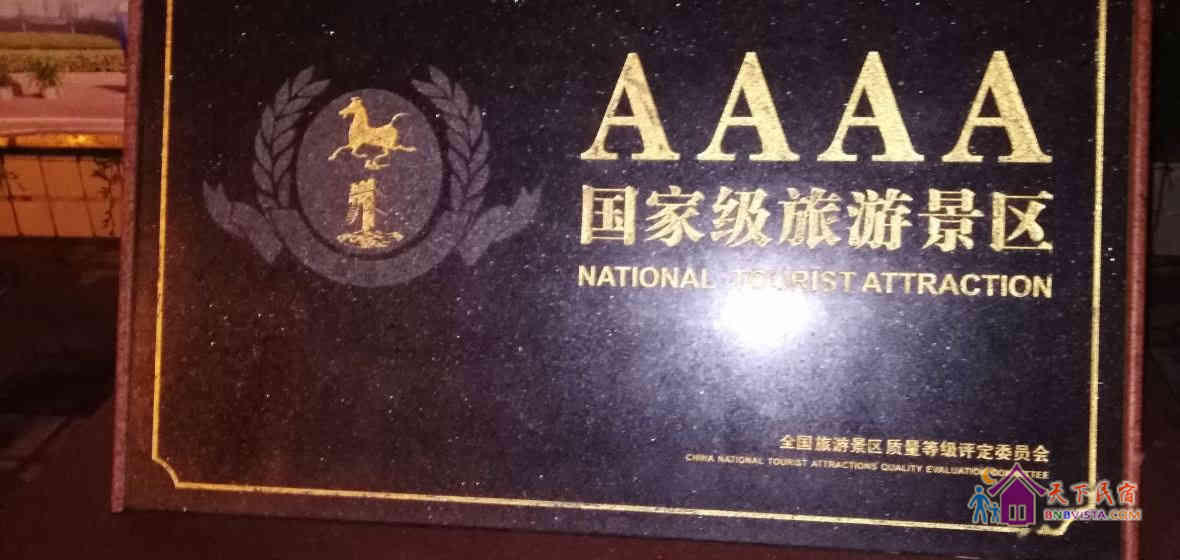 AAAA
国家级旅游景区
NATIONAL TOURIST ATTRACTION
全国旅游景区质量等级评定委员会
CHINA NATIONAL TOURIST ATTRACTIONS QUALITY EVALUATION COMMITTEE
天下民宿
BNBVISTA.COM